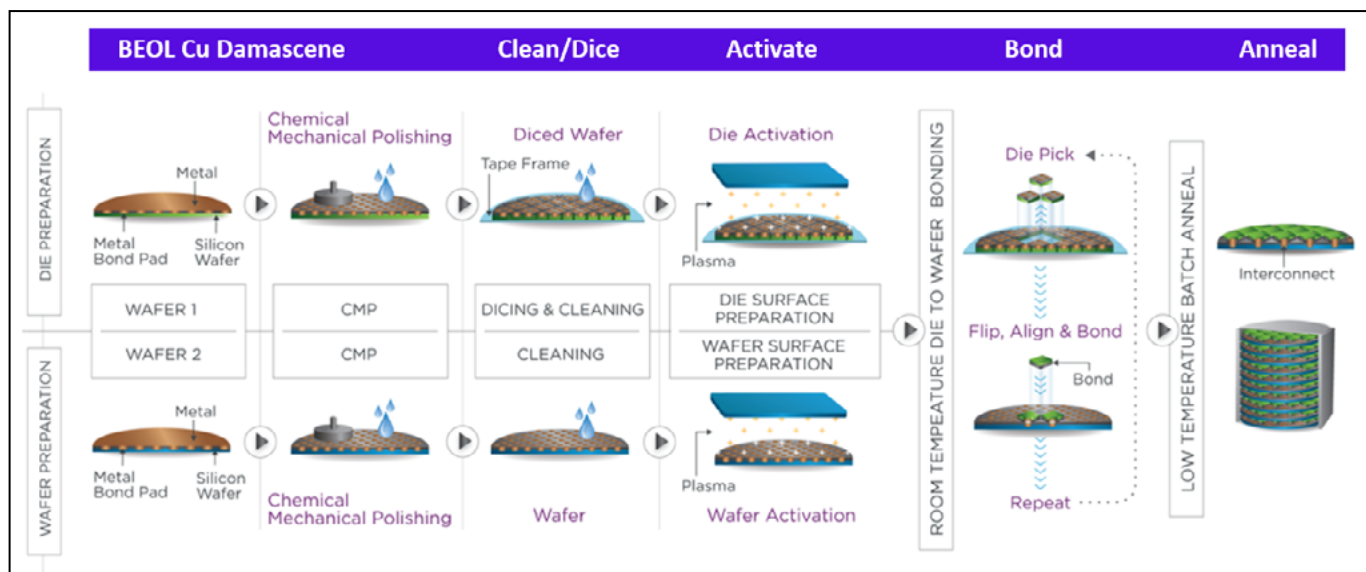 BEOL Cu Damascene
Clean/Dice
Activate
Bond
Anneal
DIE PREPARATION
Metal
Metal
Bond Pad
Silicon
Wafer
Chemical
Mechanical Polishing
Diced Wafer
Tape Frame
Die Activation
Plasma
WAFER 1
CMP
DICING & CLEANING
DIE SURFACE
PREPARATION
WAFER 2
CMP
CLEANING
WAFER SURFACE
PREPARATION
WAFER PREPARATION
Metal
Metal
Bond Pad
Silicon
Wafer
Chemical
Mechanical Polishing
Wafer
Plasma
Wafer Activation
ROOM TEMPEATURE DIE TO WAFER BONDING
Die Pick
Flip, Align & Bond
Bond
Repeat
LOW TEMPERATURE BATCH ANNEAL
Interconnect